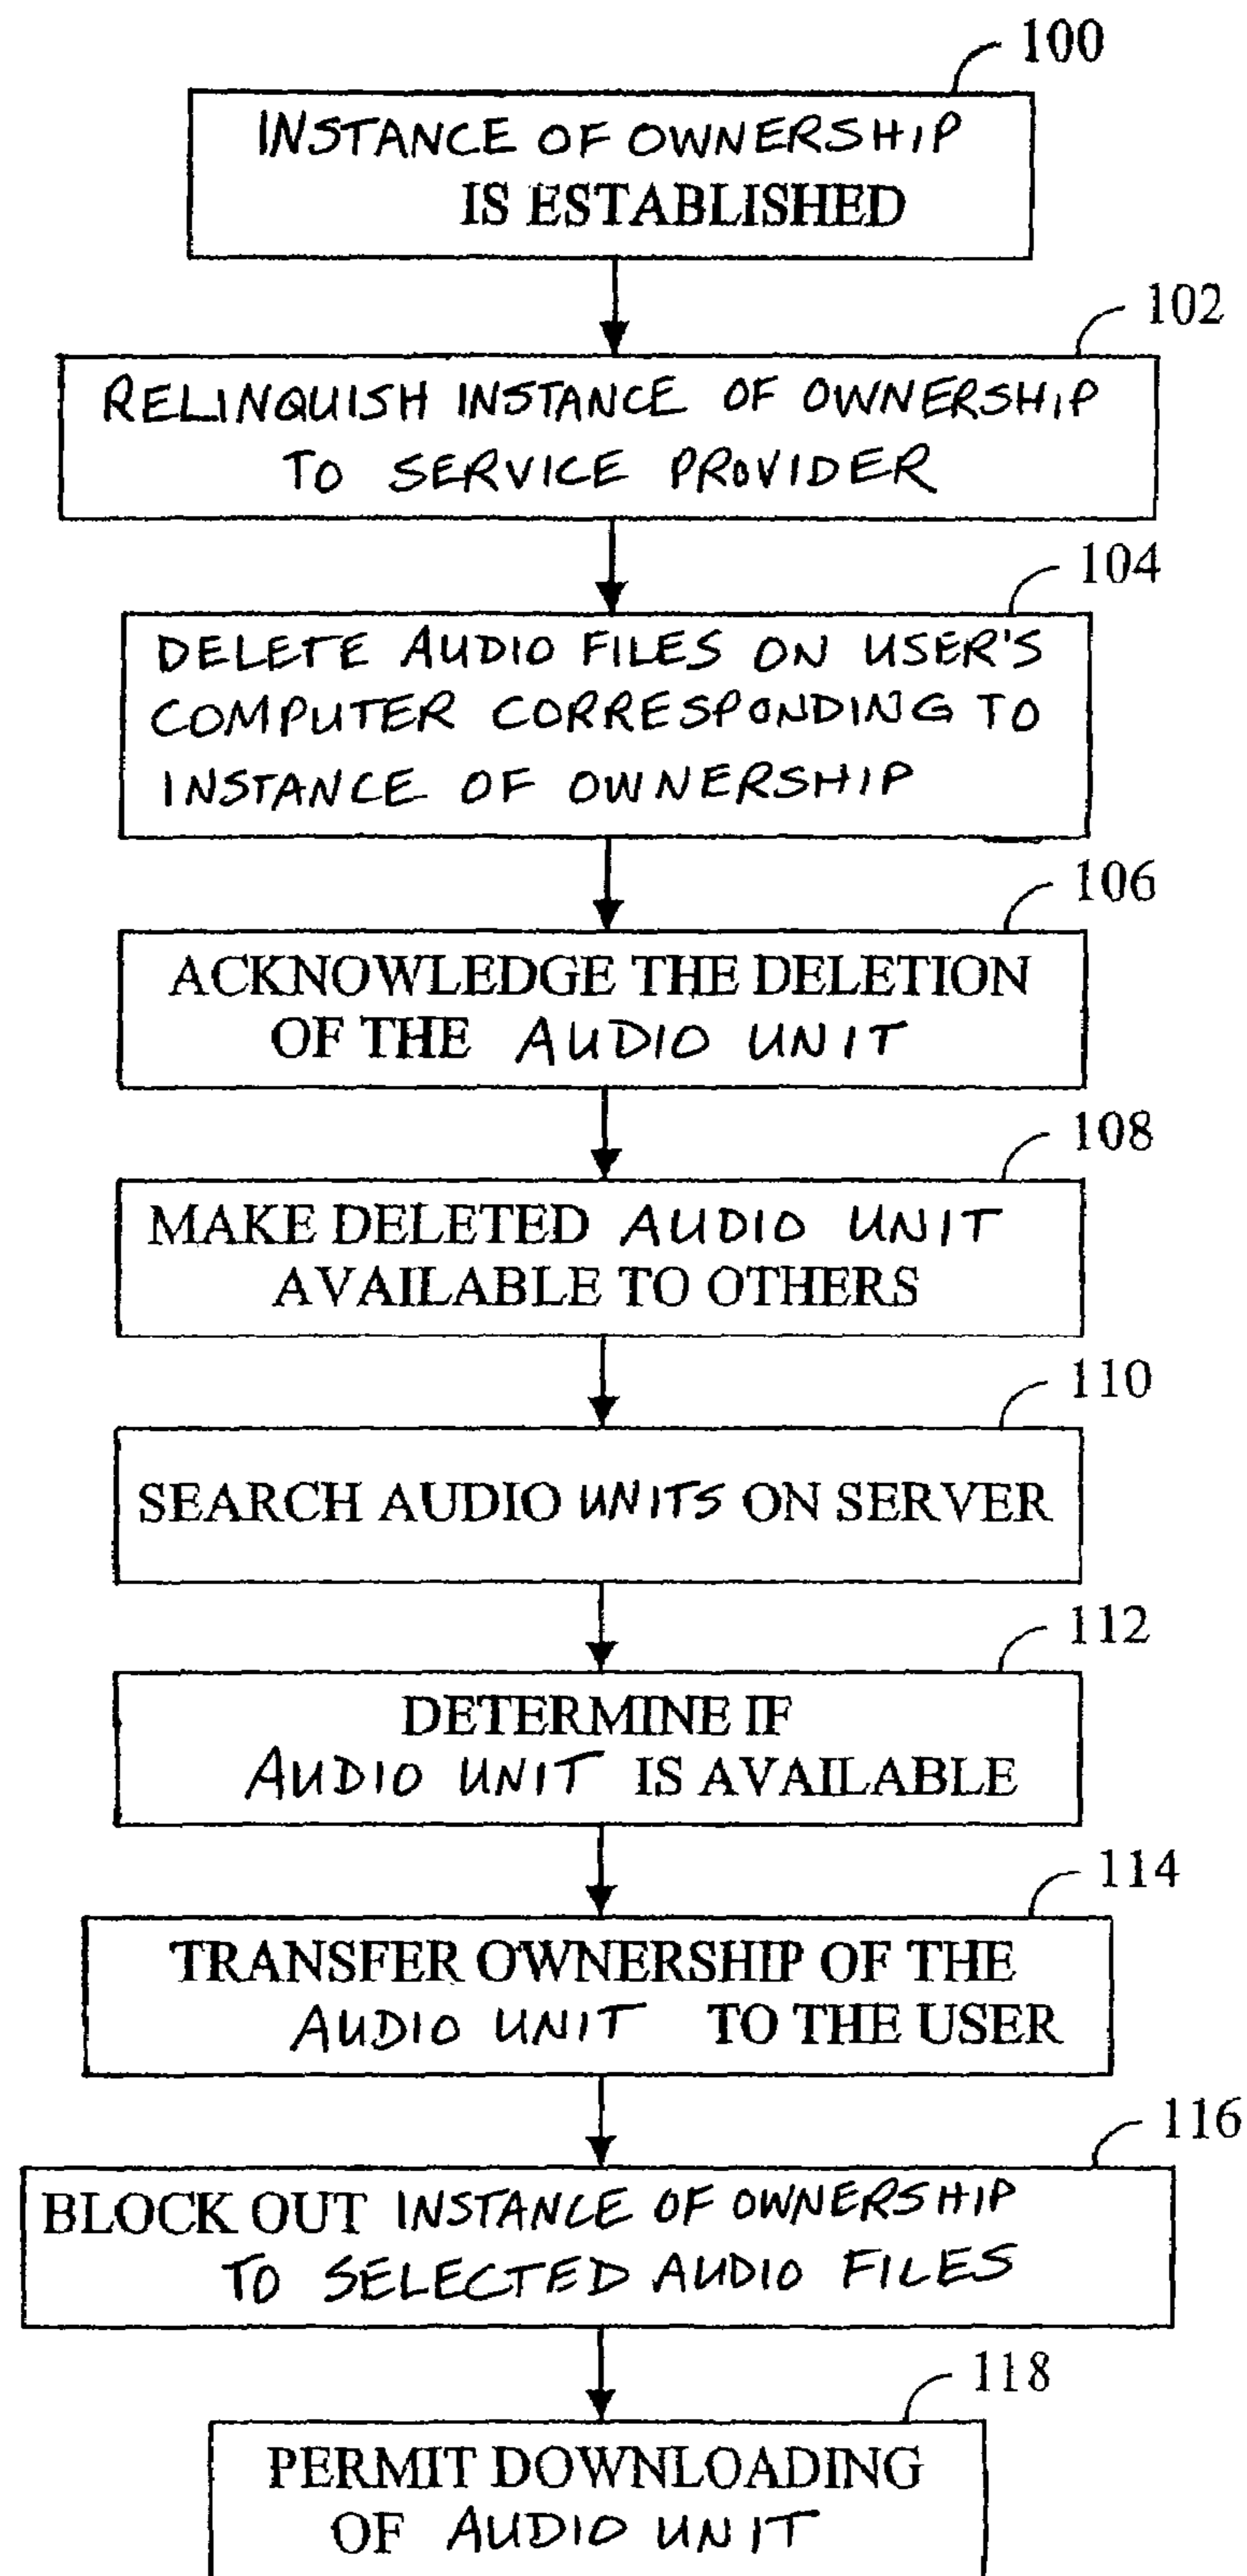 100
INSTANCE OF OWNERSHIP
IS ESTABLISHED
102
RELINQUISH INSTANCE OF OWNERSHIP
TO SERVICE PROVIDER
104
DELETE AUDIO FILES ON USER'S
COMPUTER CORRESPONDING TO
INSTANCE OF OWNERSHIP
106
ACKNOWLEDGE THE DELETION
OF THE AUDIO UNIT
108
MAKE DELETED AUDIO UNIT
AVAILABLE TO OTHERS
110
SEARCH AUDIO UNITS ON SERVER
112
DETERMINE IF
AUDIO UNIT IS AVAILABLE
114
TRANSFER OWNERSHIP OF THE
AUDIO UNIT TO THE USER
116
BLOCK OUT INSTANCE OF OWNERSHIP
TO SELECTED AUDIO FILES
118
PERMIT DOWNLOADING
OF AUDIO UNIT